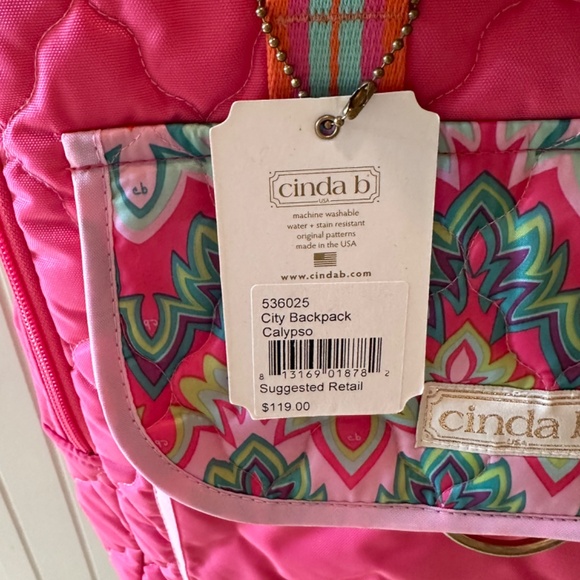 cinda b
USA
machine washable
water + stain resistant
original patterns
made in the USA
www.cindab.com
536025
City Backpack
Calypso
8 13169 01878 2
Suggested Retail
$119.00
cinda b
USA
c.b
c.b
c.b